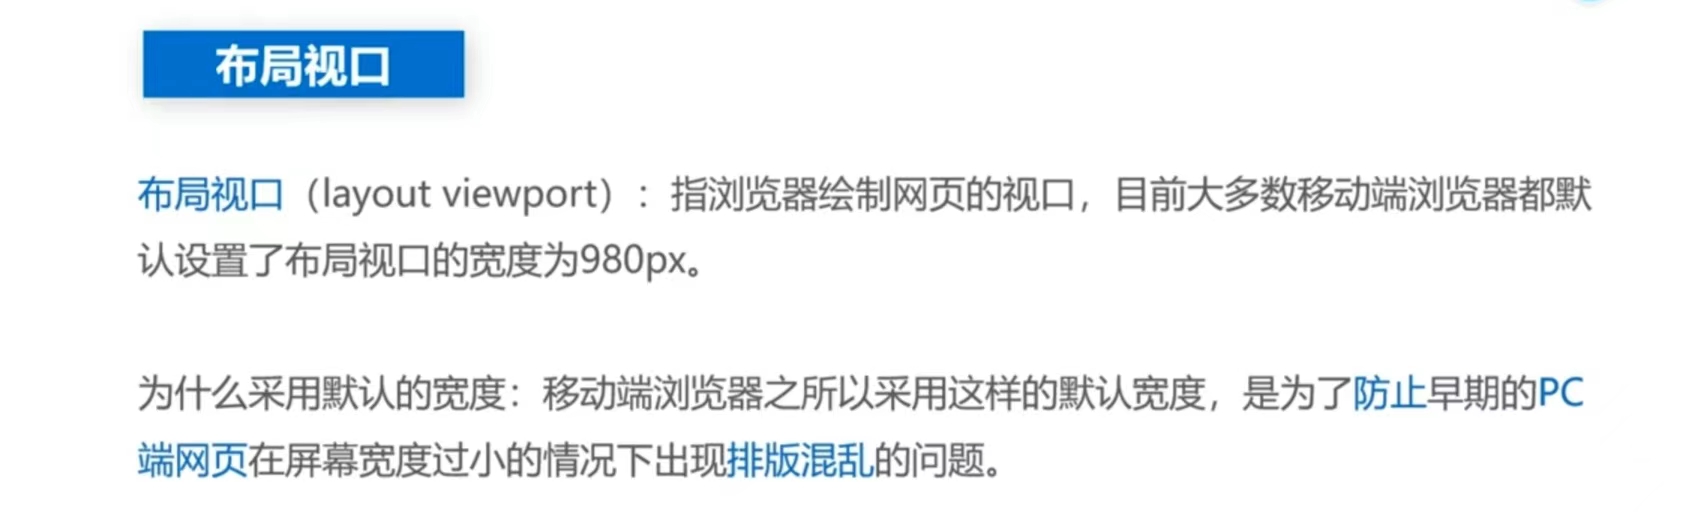 布局视口
布局视口（layout viewport）：指浏览器绘制网页的视口，目前大多数移动端浏览器都默
认设置了布局视口的宽度为980px。
为什么采用默认的宽度：移动端浏览器之所以采用这样的默认宽度，是为了防止早期的PC
端网页在屏幕宽度过小的情况下出现排版混乱的问题。